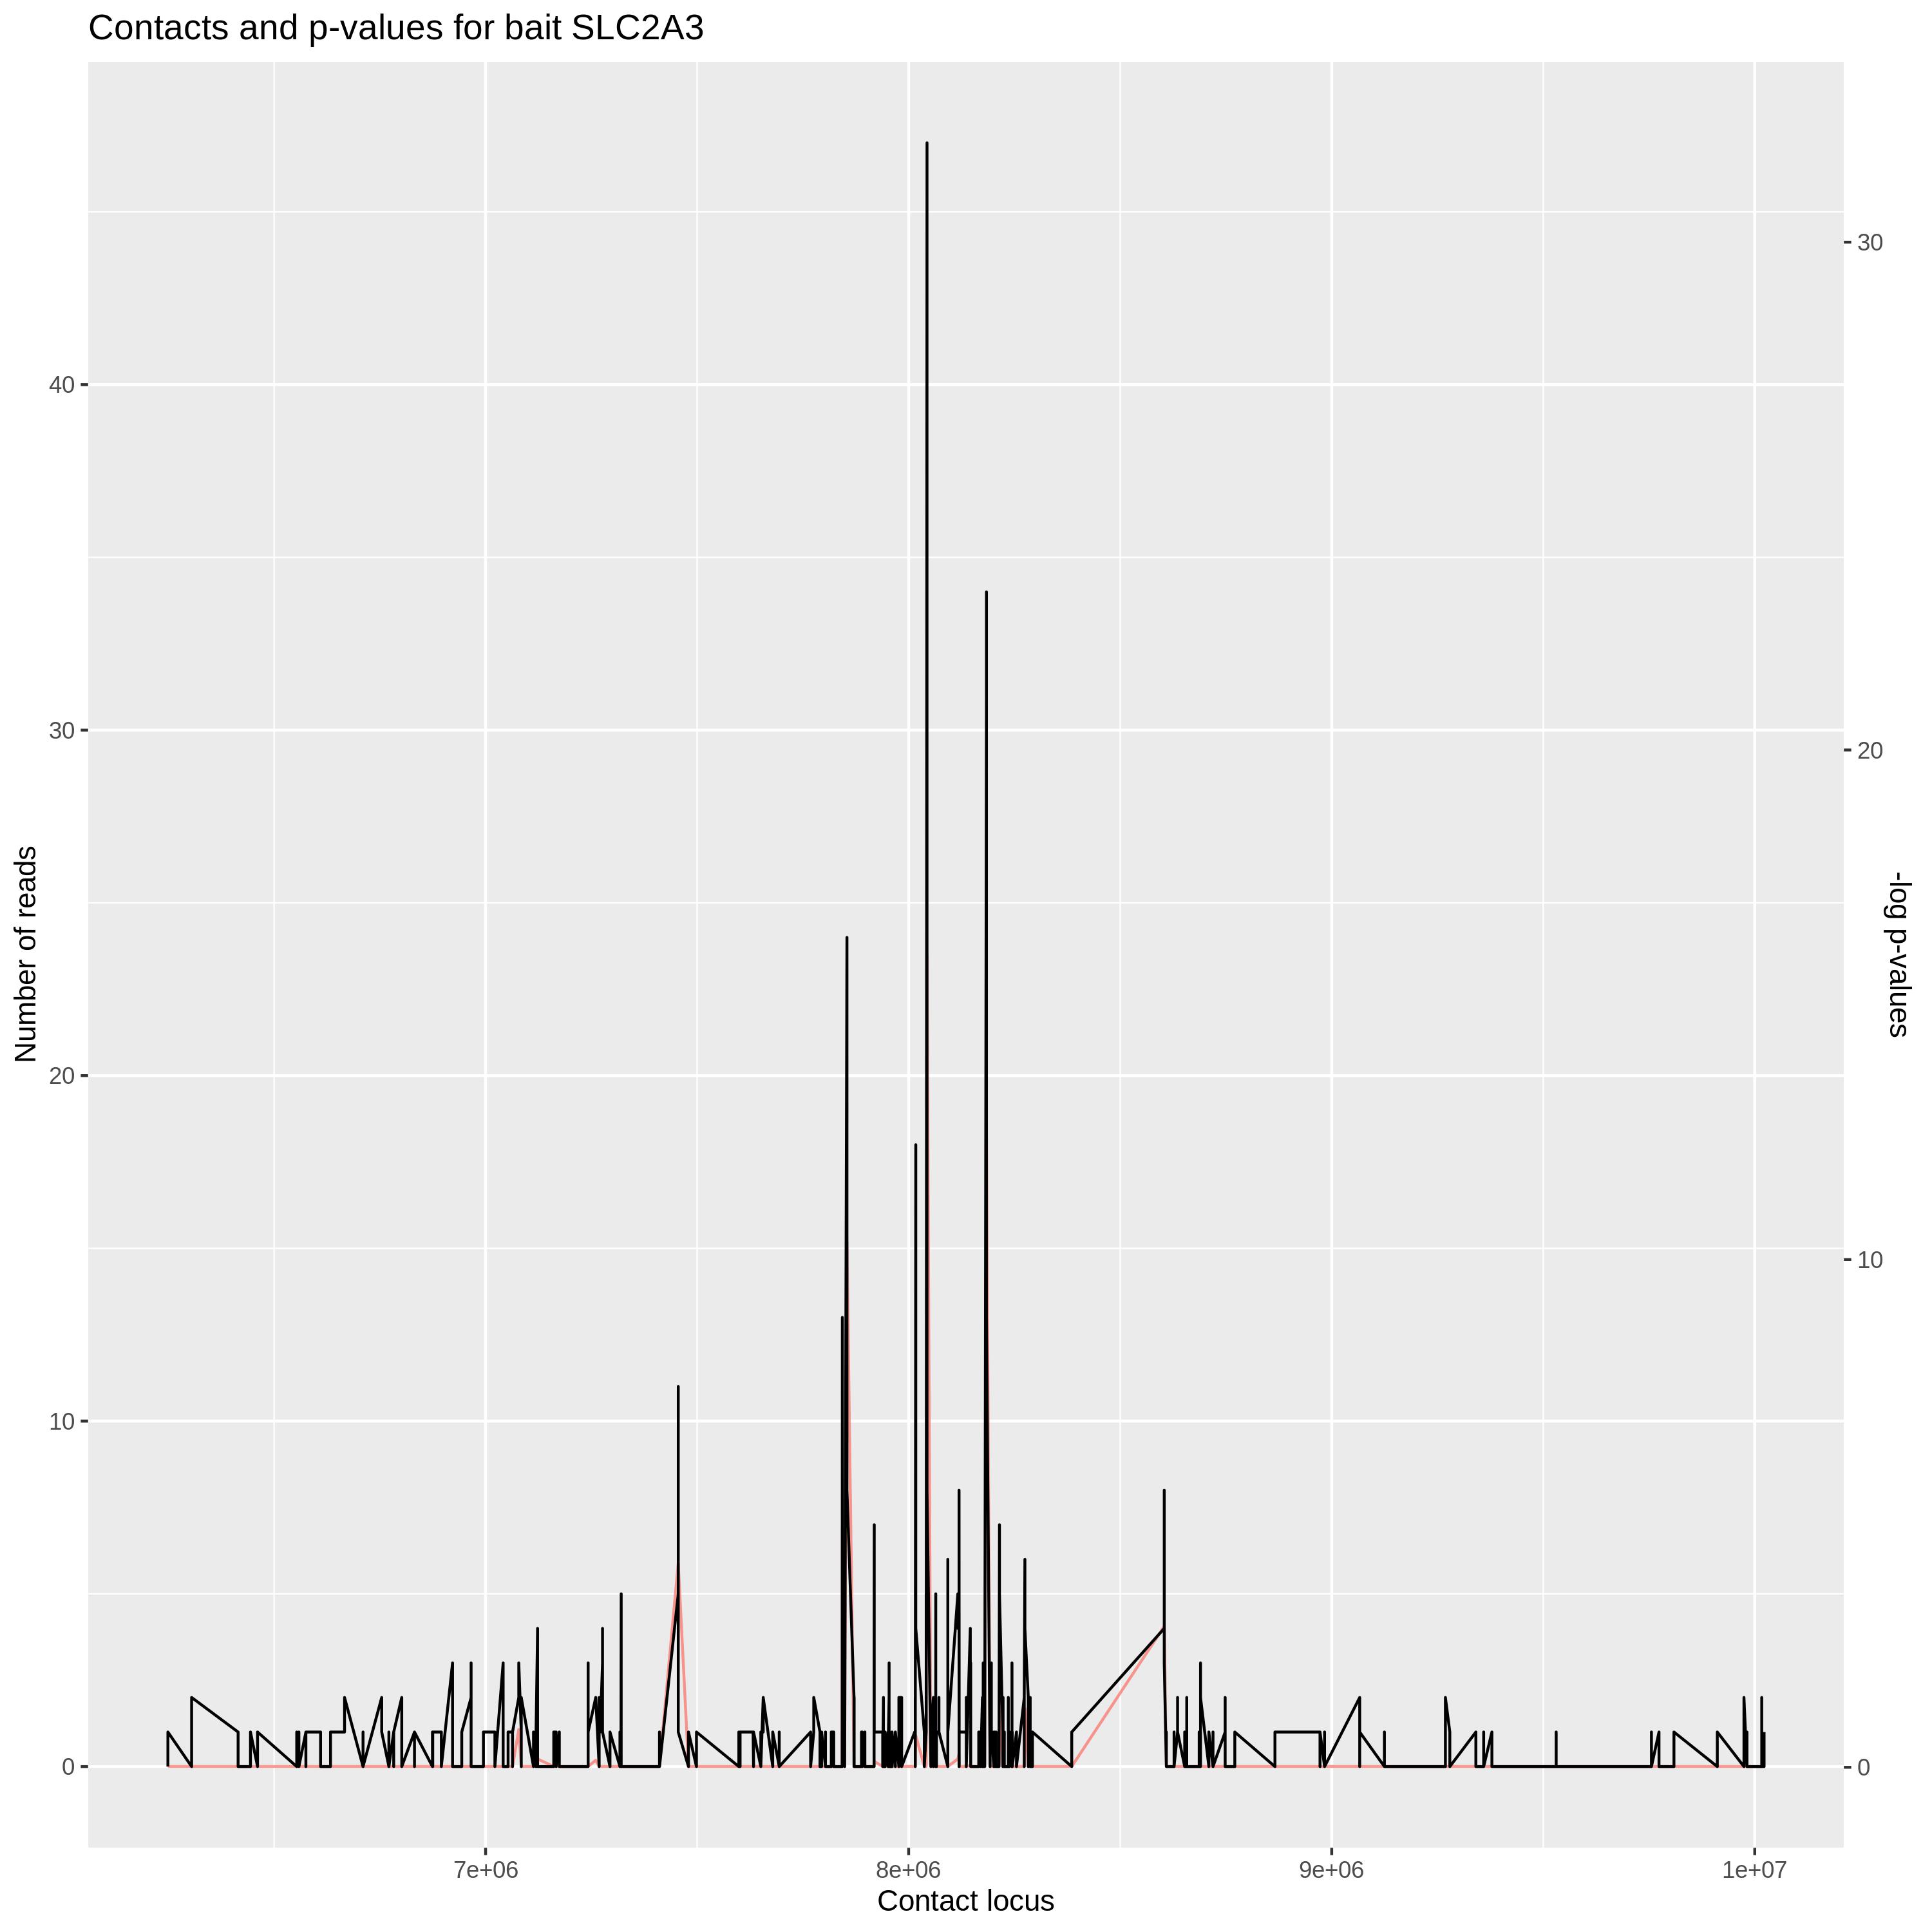 Contacts and p-values for bait SLC2A3
Number of reads
40
30
20
10
0
30
20
10
0
-log p-values
7e+06
8e+06
9e+06
1e+07
Contact locus